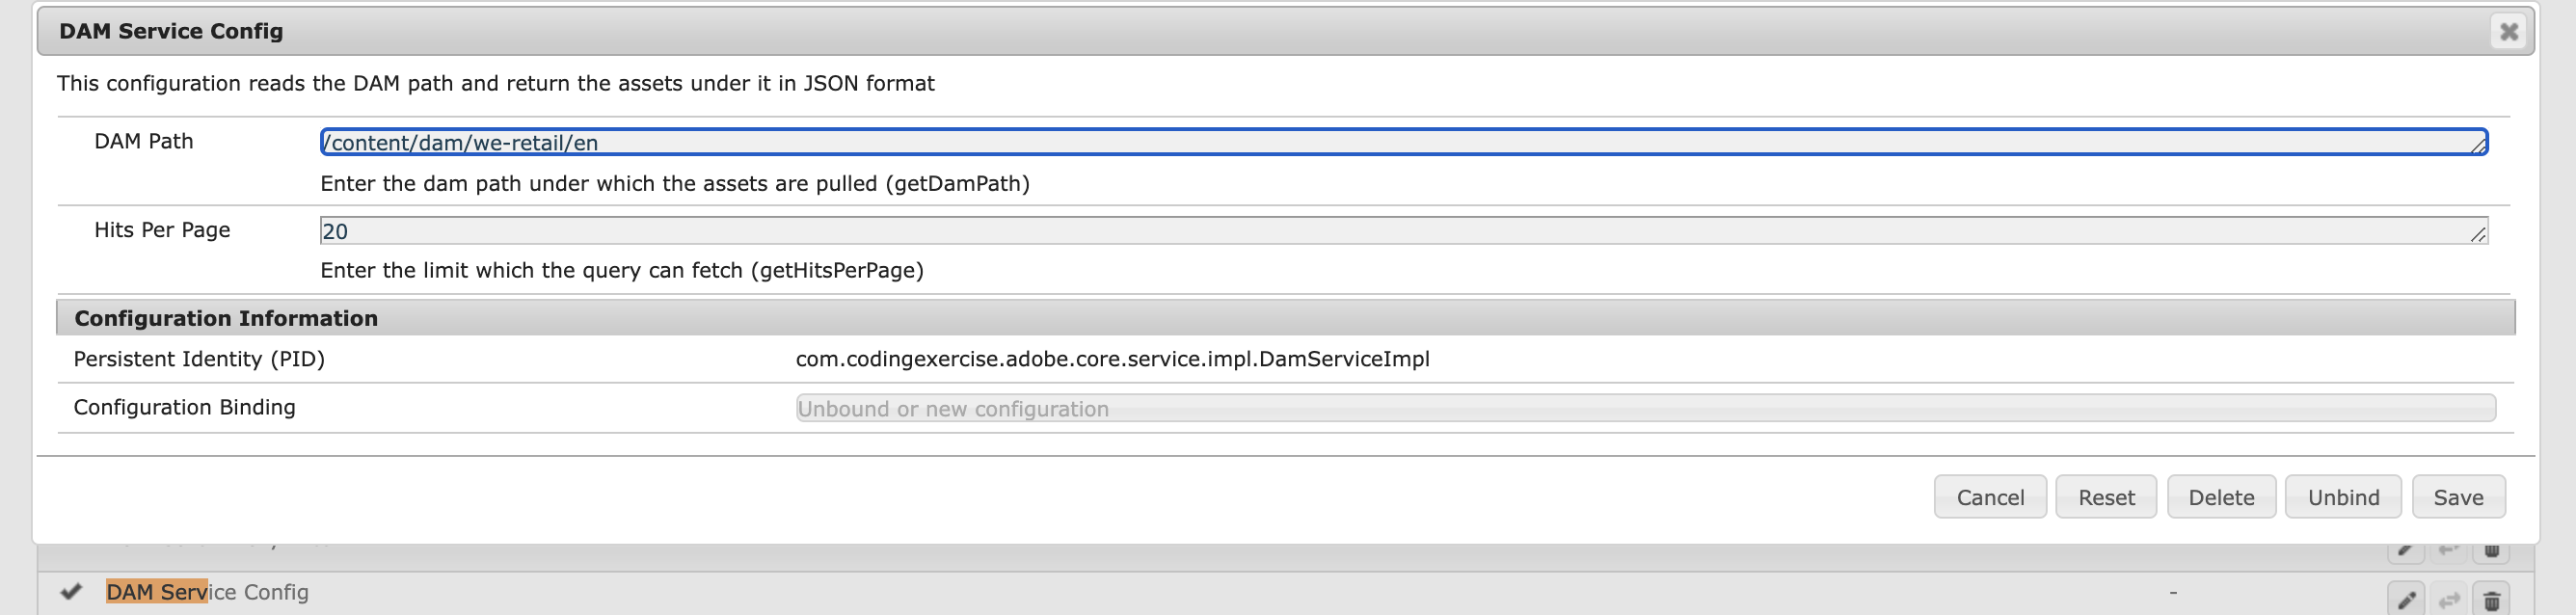 DAM Service Config
This configuration reads the DAM path and return the assets under it in JSON format
DAM Path
/content/dam/we-retail/en
Enter the dam path under which the assets are pulled (getDamPath)
Hits Per Page
20
Enter the limit which the query can fetch (getHitsPerPage)
Configuration Information
Persistent Identity (PID) com.codingexercise.adobe.core.service.impl.DamServiceImpl
Configuration Binding Unbound or new configuration
Cancel Reset Delete Unbind Save
DAM Service Config -